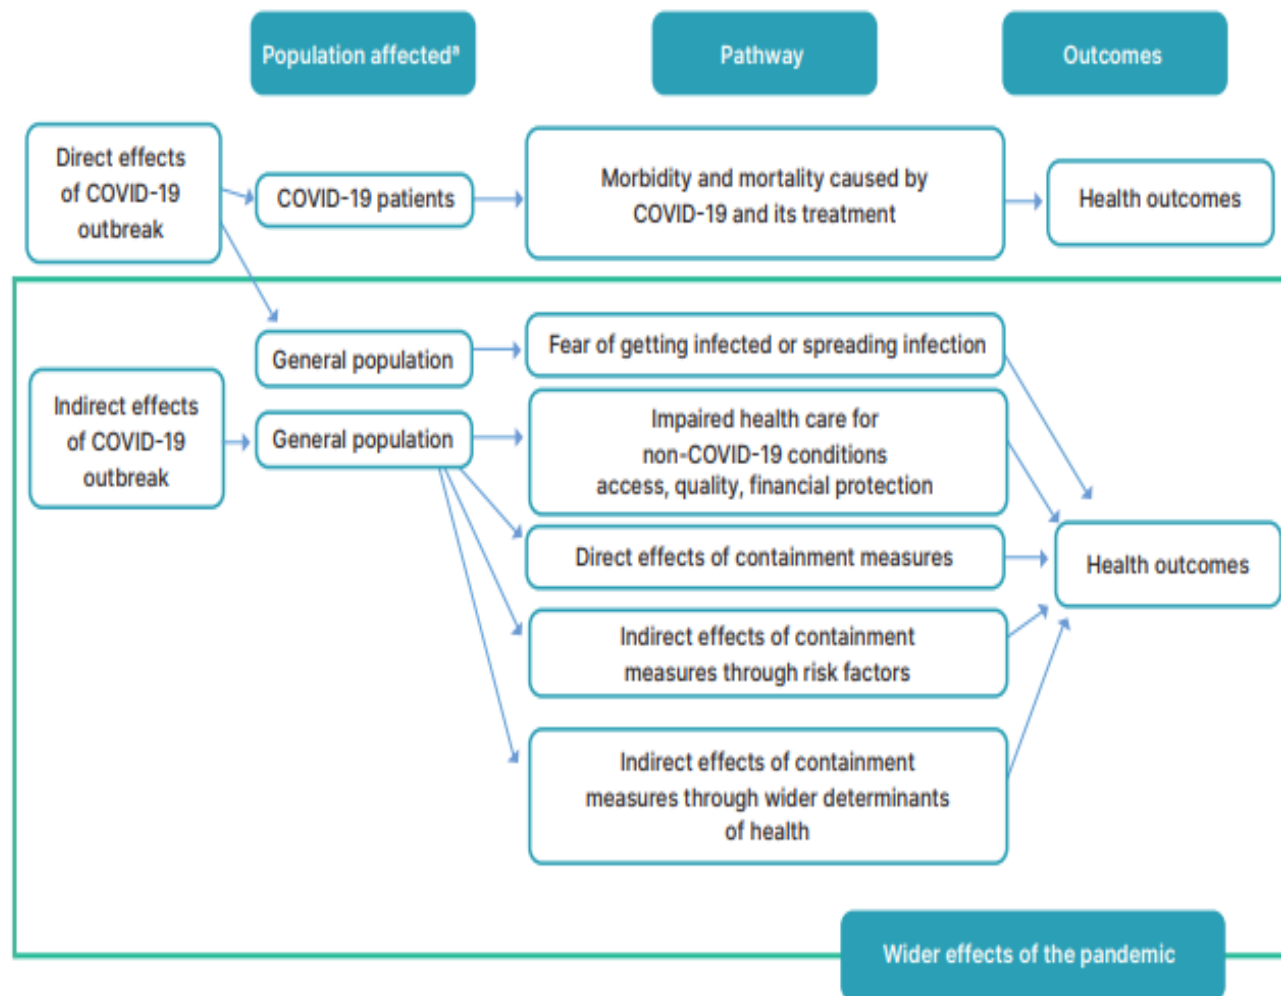 Population affectedª
Pathway
Outcomes
Direct effects
of COVID-19
outbreak
COVID-19 patients
Morbidity and mortality caused by
COVID-19 and its treatment
Health outcomes
General population
Fear of getting infected or spreading infection
Indirect effects
of COVID-19
outbreak
General population
Impaired health care for
non-COVID-19 conditions
access, quality, financial protection
Direct effects of containment measures
Health outcomes
Indirect effects of containment
measures through risk factors
Indirect effects of containment
measures through wider determinants
of health
Wider effects of the pandemic